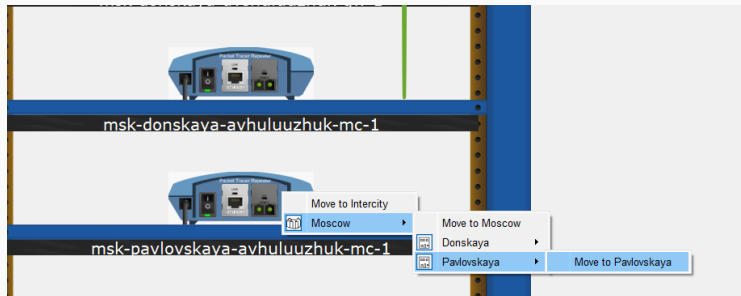 msk-donskaya-avhuluuzhuk-mc-1
Move to Intercity
Moscow
Move to Moscow
Donskaya
msk-pavlovskaya-avhuluuzhuk-mc-1
Pavlovskaya
Move to Pavlovskaya